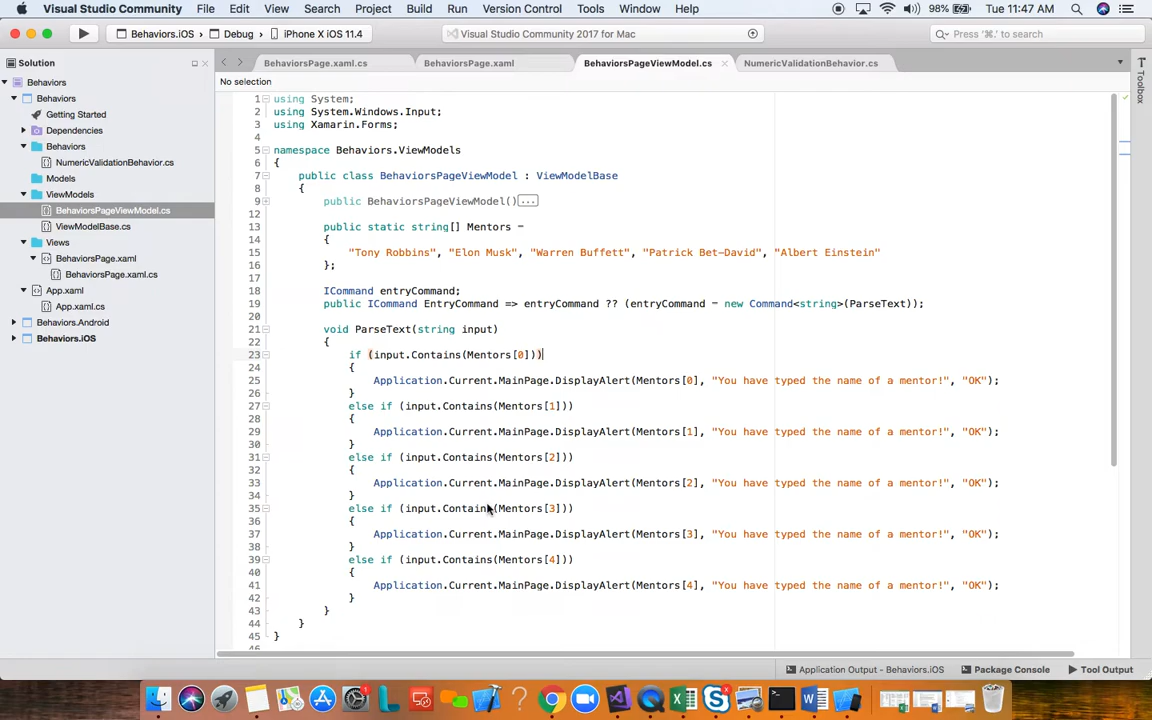 Visual Studio Community File Edit View Search Project Build Run Version Control Tools Window Help 98% Tue 11:47 AM
Behaviors.iOS Debug iPhone X iOS 11.4 Visual Studio Community 2017 for Mac Press '⌘.' to search
Solution
BehaviorsPage.xaml.cs BehaviorsPage.xaml BehaviorsPageViewModel.cs NumericValidationBehavior.cs
No selection
Toolbox
Behaviors
Behaviors
Getting Started
Dependencies
Behaviors
NumericValidationBehavior.cs
Models
ViewModels
BehaviorsPageViewModel.cs
ViewModelBase.cs
Views
BehaviorsPage.xaml
BehaviorsPage.xaml.cs
App.xaml
App.xaml.cs
Behaviors.Android
Behaviors.iOS
1 using System;
2 using System.Windows.Input;
3 using Xamarin.Forms;
4
5 namespace Behaviors.ViewModels
6 {
7 public class BehaviorsPageViewModel : ViewModelBase
8 {
9 public BehaviorsPageViewModel()...
12
13 public static string[] Mentors =
14 {
15 "Tony Robbins", "Elon Musk", "Warren Buffett", "Patrick Bet-David", "Albert Einstein"
16 };
17
18 ICommand entryCommand;
19 public ICommand EntryCommand => entryCommand ?? (entryCommand = new Command<string>(ParseText));
20
21 void ParseText(string input)
22 {
23 if (input.Contains(Mentors[0]))
24 {
25 Application.Current.MainPage.DisplayAlert(Mentors[0], "You have typed the name of a mentor!", "OK");
26 }
27 else if (input.Contains(Mentors[1]))
28 {
29 Application.Current.MainPage.DisplayAlert(Mentors[1], "You have typed the name of a mentor!", "OK");
30 }
31 else if (input.Contains(Mentors[2]))
32 {
33 Application.Current.MainPage.DisplayAlert(Mentors[2], "You have typed the name of a mentor!", "OK");
34 }
35 else if (input.Contains(Mentors[3]))
36 {
37 Application.Current.MainPage.DisplayAlert(Mentors[3], "You have typed the name of a mentor!", "OK");
38 }
39 else if (input.Contains(Mentors[4]))
40 {
41 Application.Current.MainPage.DisplayAlert(Mentors[4], "You have typed the name of a mentor!", "OK");
42 }
43 }
44 }
45 }
46
Application Output - Behaviors.iOS Package Console Tool Output